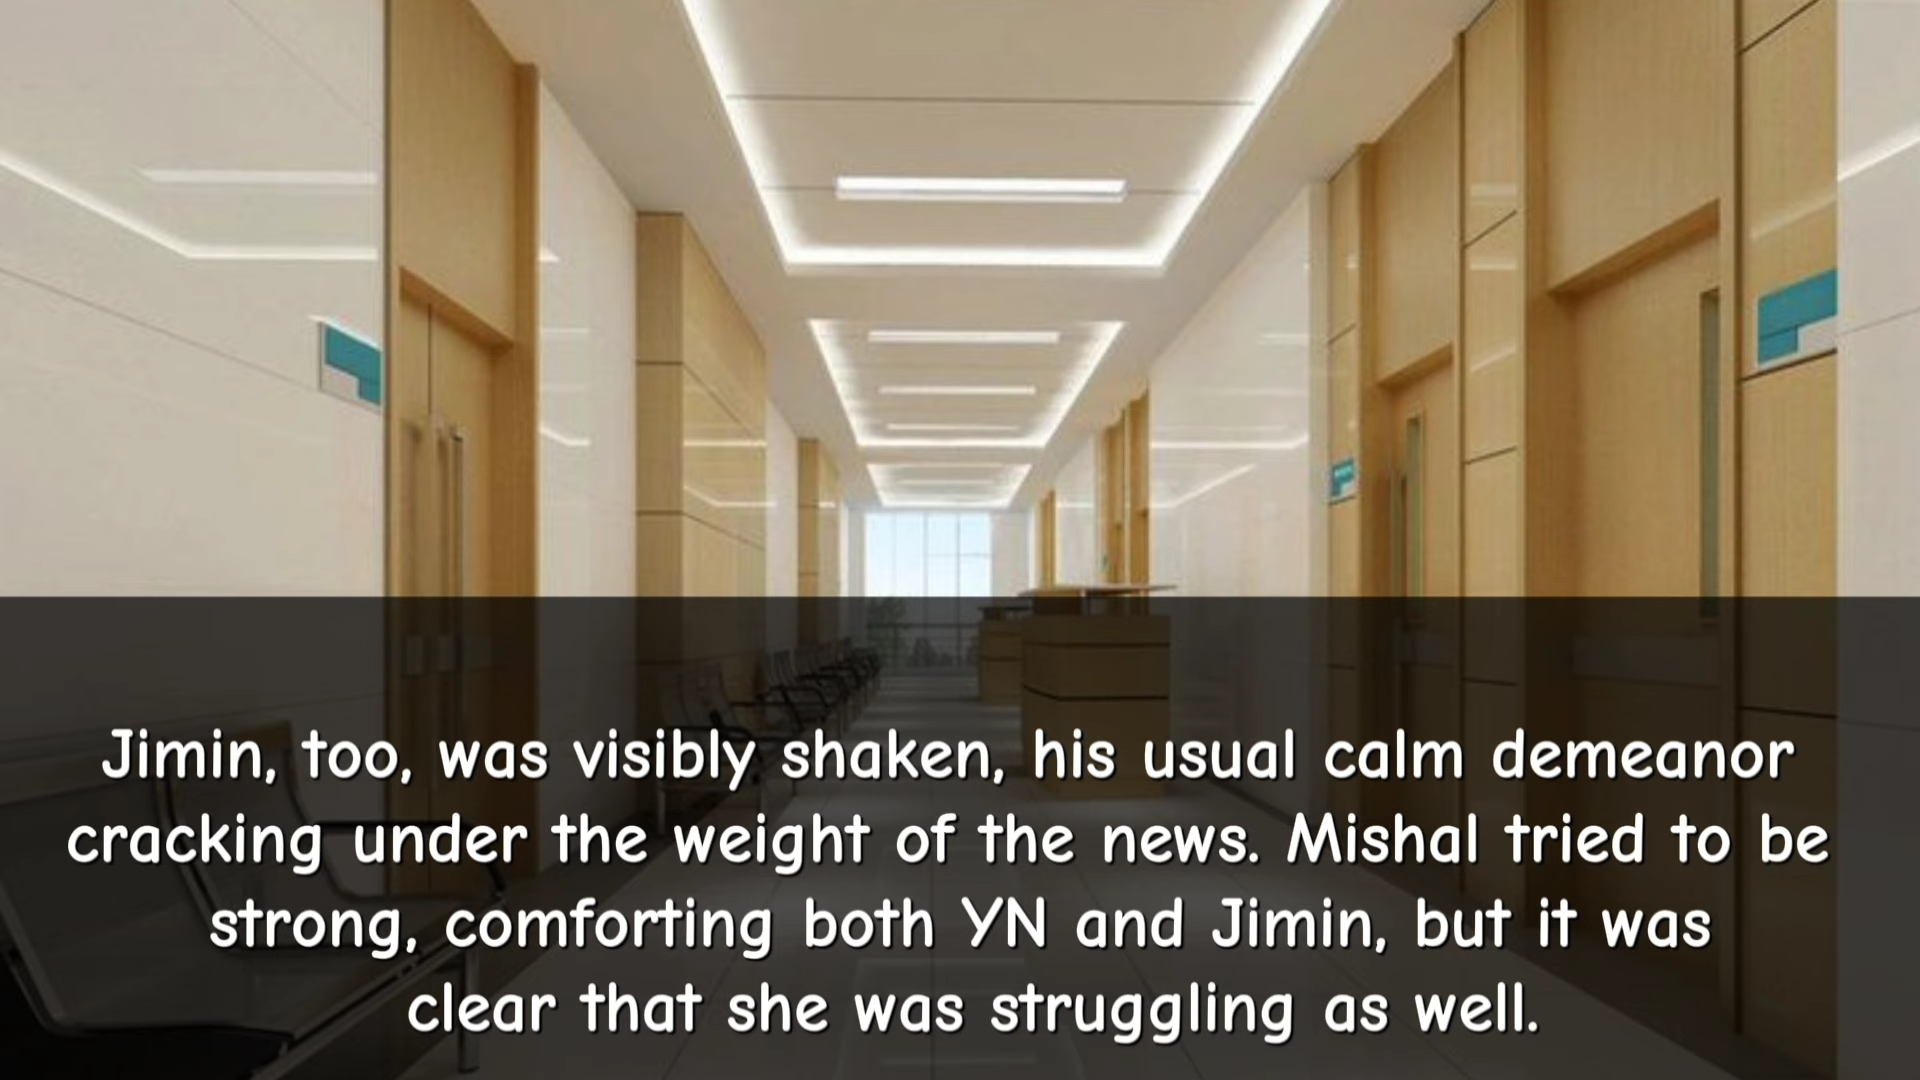 Jimin, too, was visibly shaken, his usual calm demeanor
cracking under the weight of the news. Mishal tried to be
strong, comforting both YN and Jimin, but it was
clear that she was struggling as well.